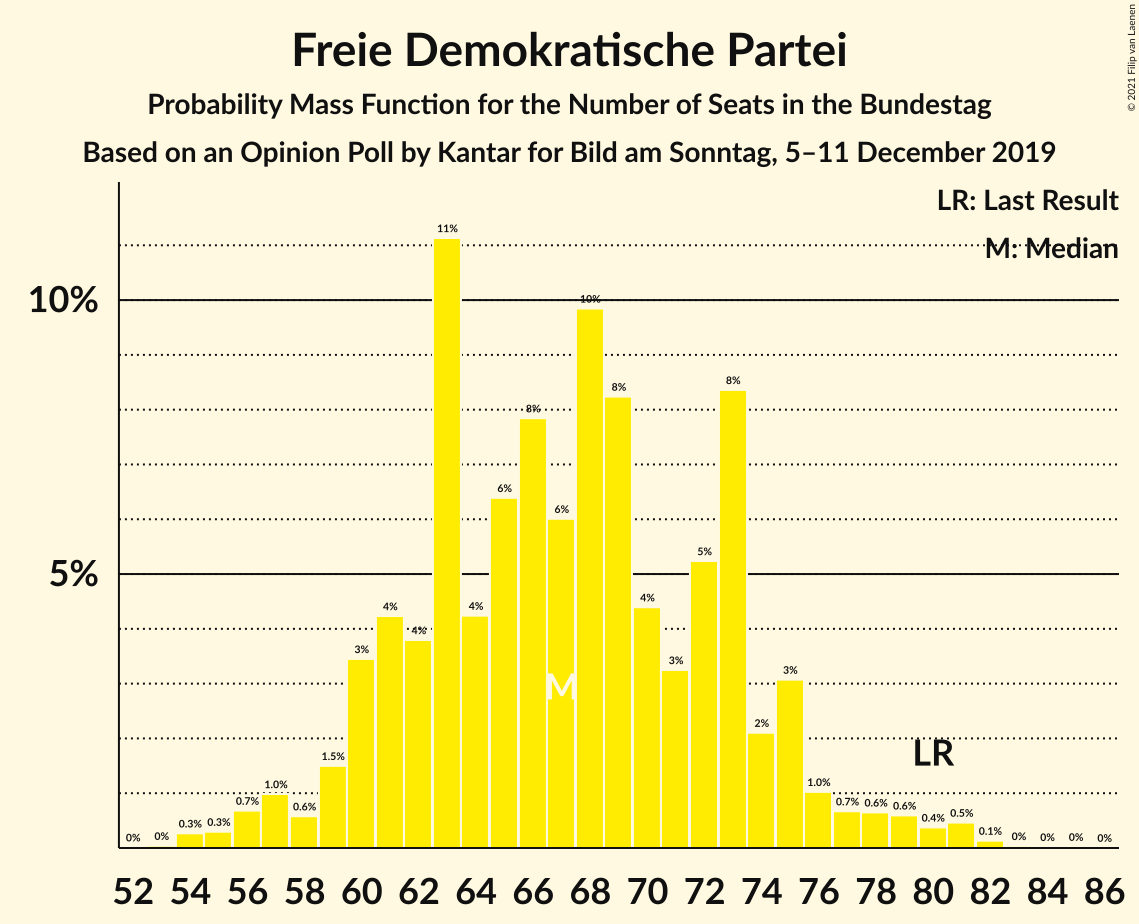 Freie Demokratische Partei
Probability Mass Function for the Number of Seats in the Bundestag
Based on an Opinion Poll by Kantar for Bild am Sonntag, 5–11 December 2019
© 2021 Filip van Laenen
LR: Last Result
M: Median
10%
5%
0% 0% 0.3% 0.3% 0.7% 1.0% 0.6% 1.5% 3% 4% 4% 11% 4% 6% 8% 6% 10% 8% 4% 3% 5% 8% 2% 3% 1.0% 0.7% 0.6% 0.6% 0.4% 0.5% 0.1% 0% 0% 0% 0%
M
LR
52 54 56 58 60 62 64 66 68 70 72 74 76 78 80 82 84 86